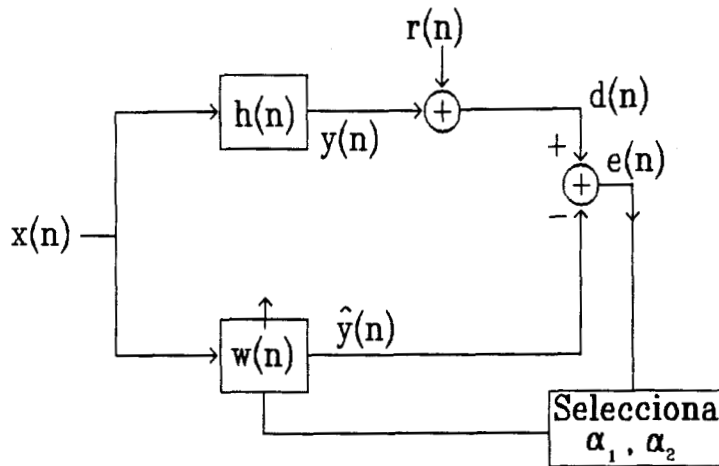 r(n)
h(n)
y(n)
+
d(n)
+
+
e(n)
−
x(n)
w(n)
ŷ(n)
Selecciona
α₁ , α₂